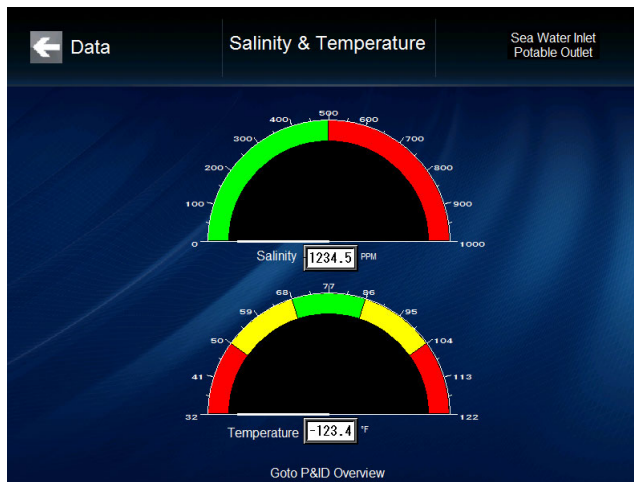 Data
Salinity & Temperature
Sea Water Inlet
Potable Outlet
500
400 600
300 700
200 800
100 900
0 1000
Salinity 1234.5 PPM
77
68 86
59 95
50 104
41 113
32 122
Temperature -123.4 °F
Goto P&ID Overview